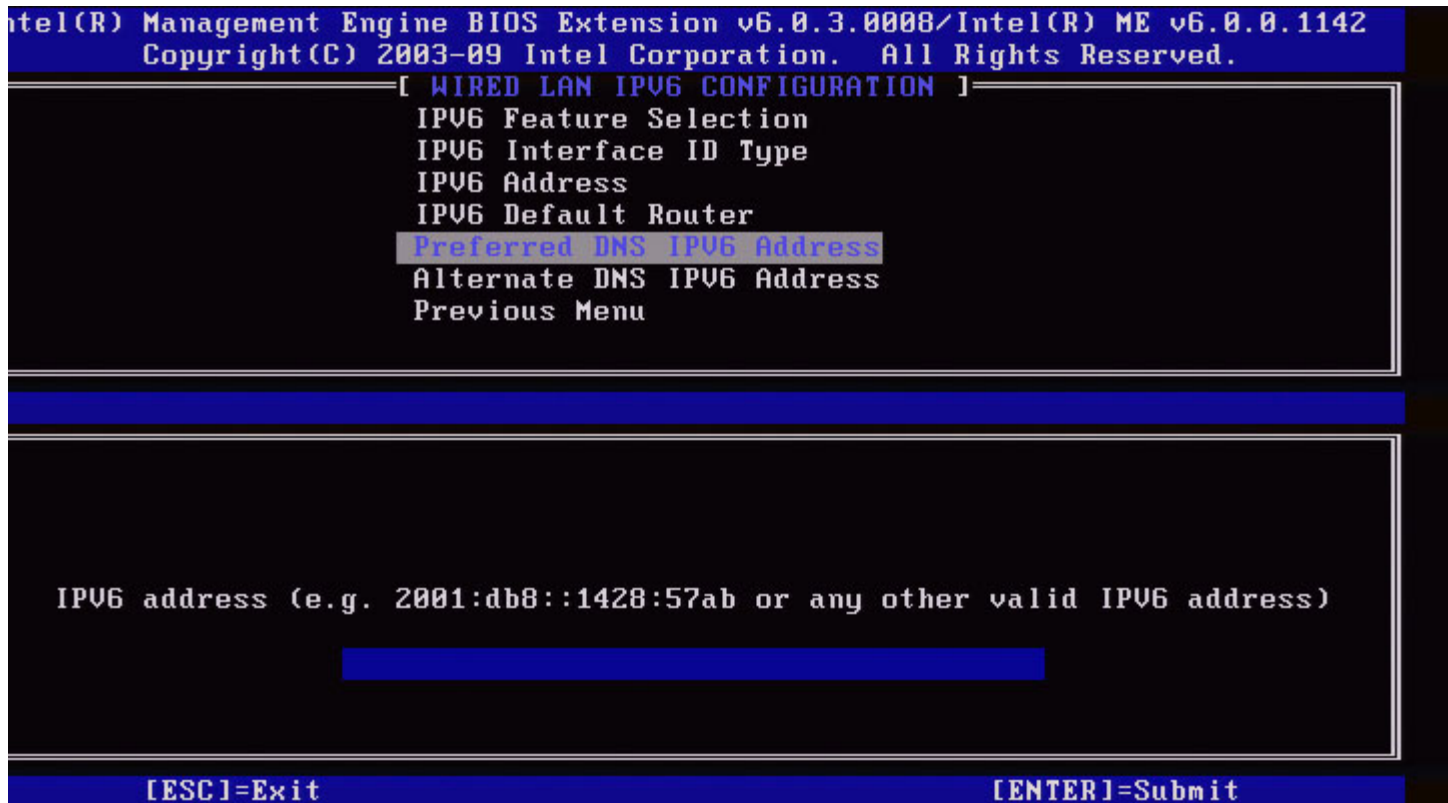 ntel(R) Management Engine BIOS Extension v6.0.3.0008/Intel(R) ME v6.0.0.1142
Copyright(C) 2003-09 Intel Corporation. All Rights Reserved.
[ WIRED LAN IPV6 CONFIGURATION ]
IPV6 Feature Selection
IPV6 Interface ID Type
IPV6 Address
IPV6 Default Router
Preferred DNS IPV6 Address
Alternate DNS IPV6 Address
Previous Menu
IPV6 address (e.g. 2001:db8::1428:57ab or any other valid IPV6 address)
[ESC]=Exit [ENTER]=Submit